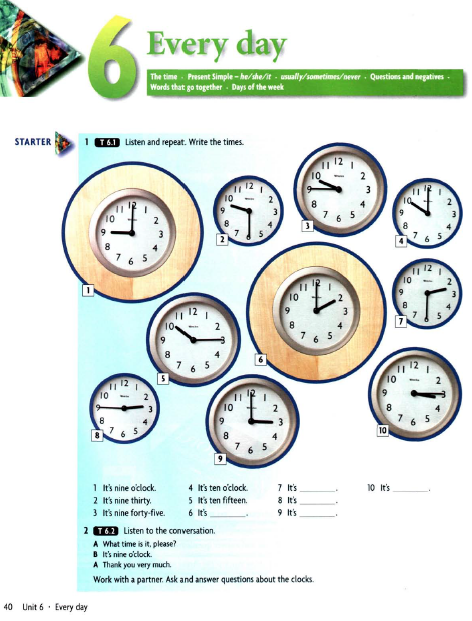 6 Every day
The time · Present Simple – he/she/it · usually/sometimes/never · Questions and negatives ·
Words that go together · Days of the week
STARTER
1 T 6.1 Listen and repeat. Write the times.
1
2
3
4
5
6
7
8
9
10
1 It's nine o'clock.
2 It's nine thirty.
3 It's nine forty-five.
4 It's ten o'clock.
5 It's ten fifteen.
6 It's ________ .
7 It's ________ .
8 It's ________ .
9 It's ________ .
10 It's ________ .
2 T 6.2 Listen to the conversation.
A What time is it, please?
B It's nine o'clock.
A Thank you very much.
Work with a partner. Ask and answer questions about the clocks.
40 Unit 6 · Every day